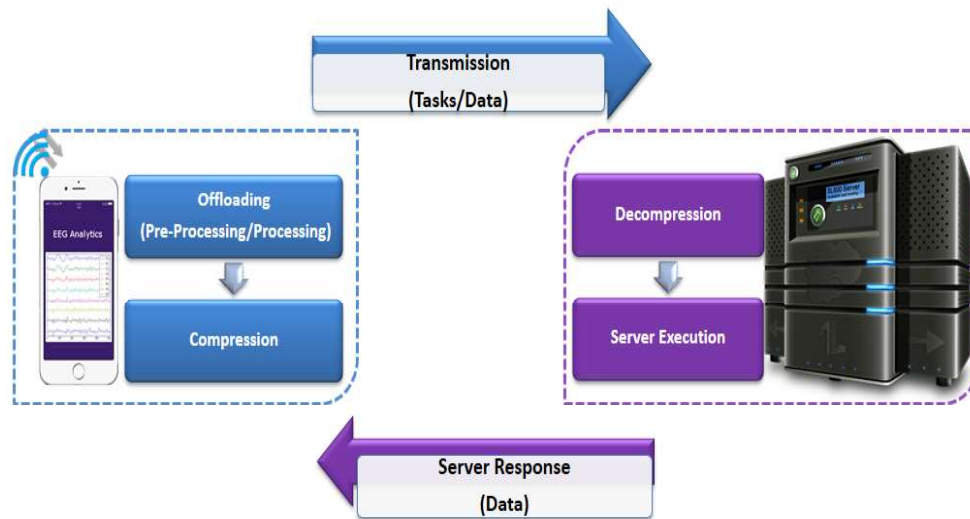 Transmission
(Tasks/Data)
Offloading
(Pre-Processing/Processing)
Compression
EEG Analytics
Decompression
Server Execution
Server Response
(Data)